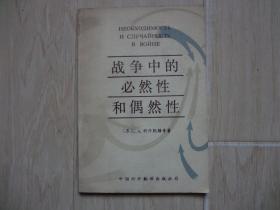 НЕОБХОДИМОСТЬ
И СЛУЧАЙНОСТЬ
В ВОЙНЕ
战争中的
必然性
和偶然性